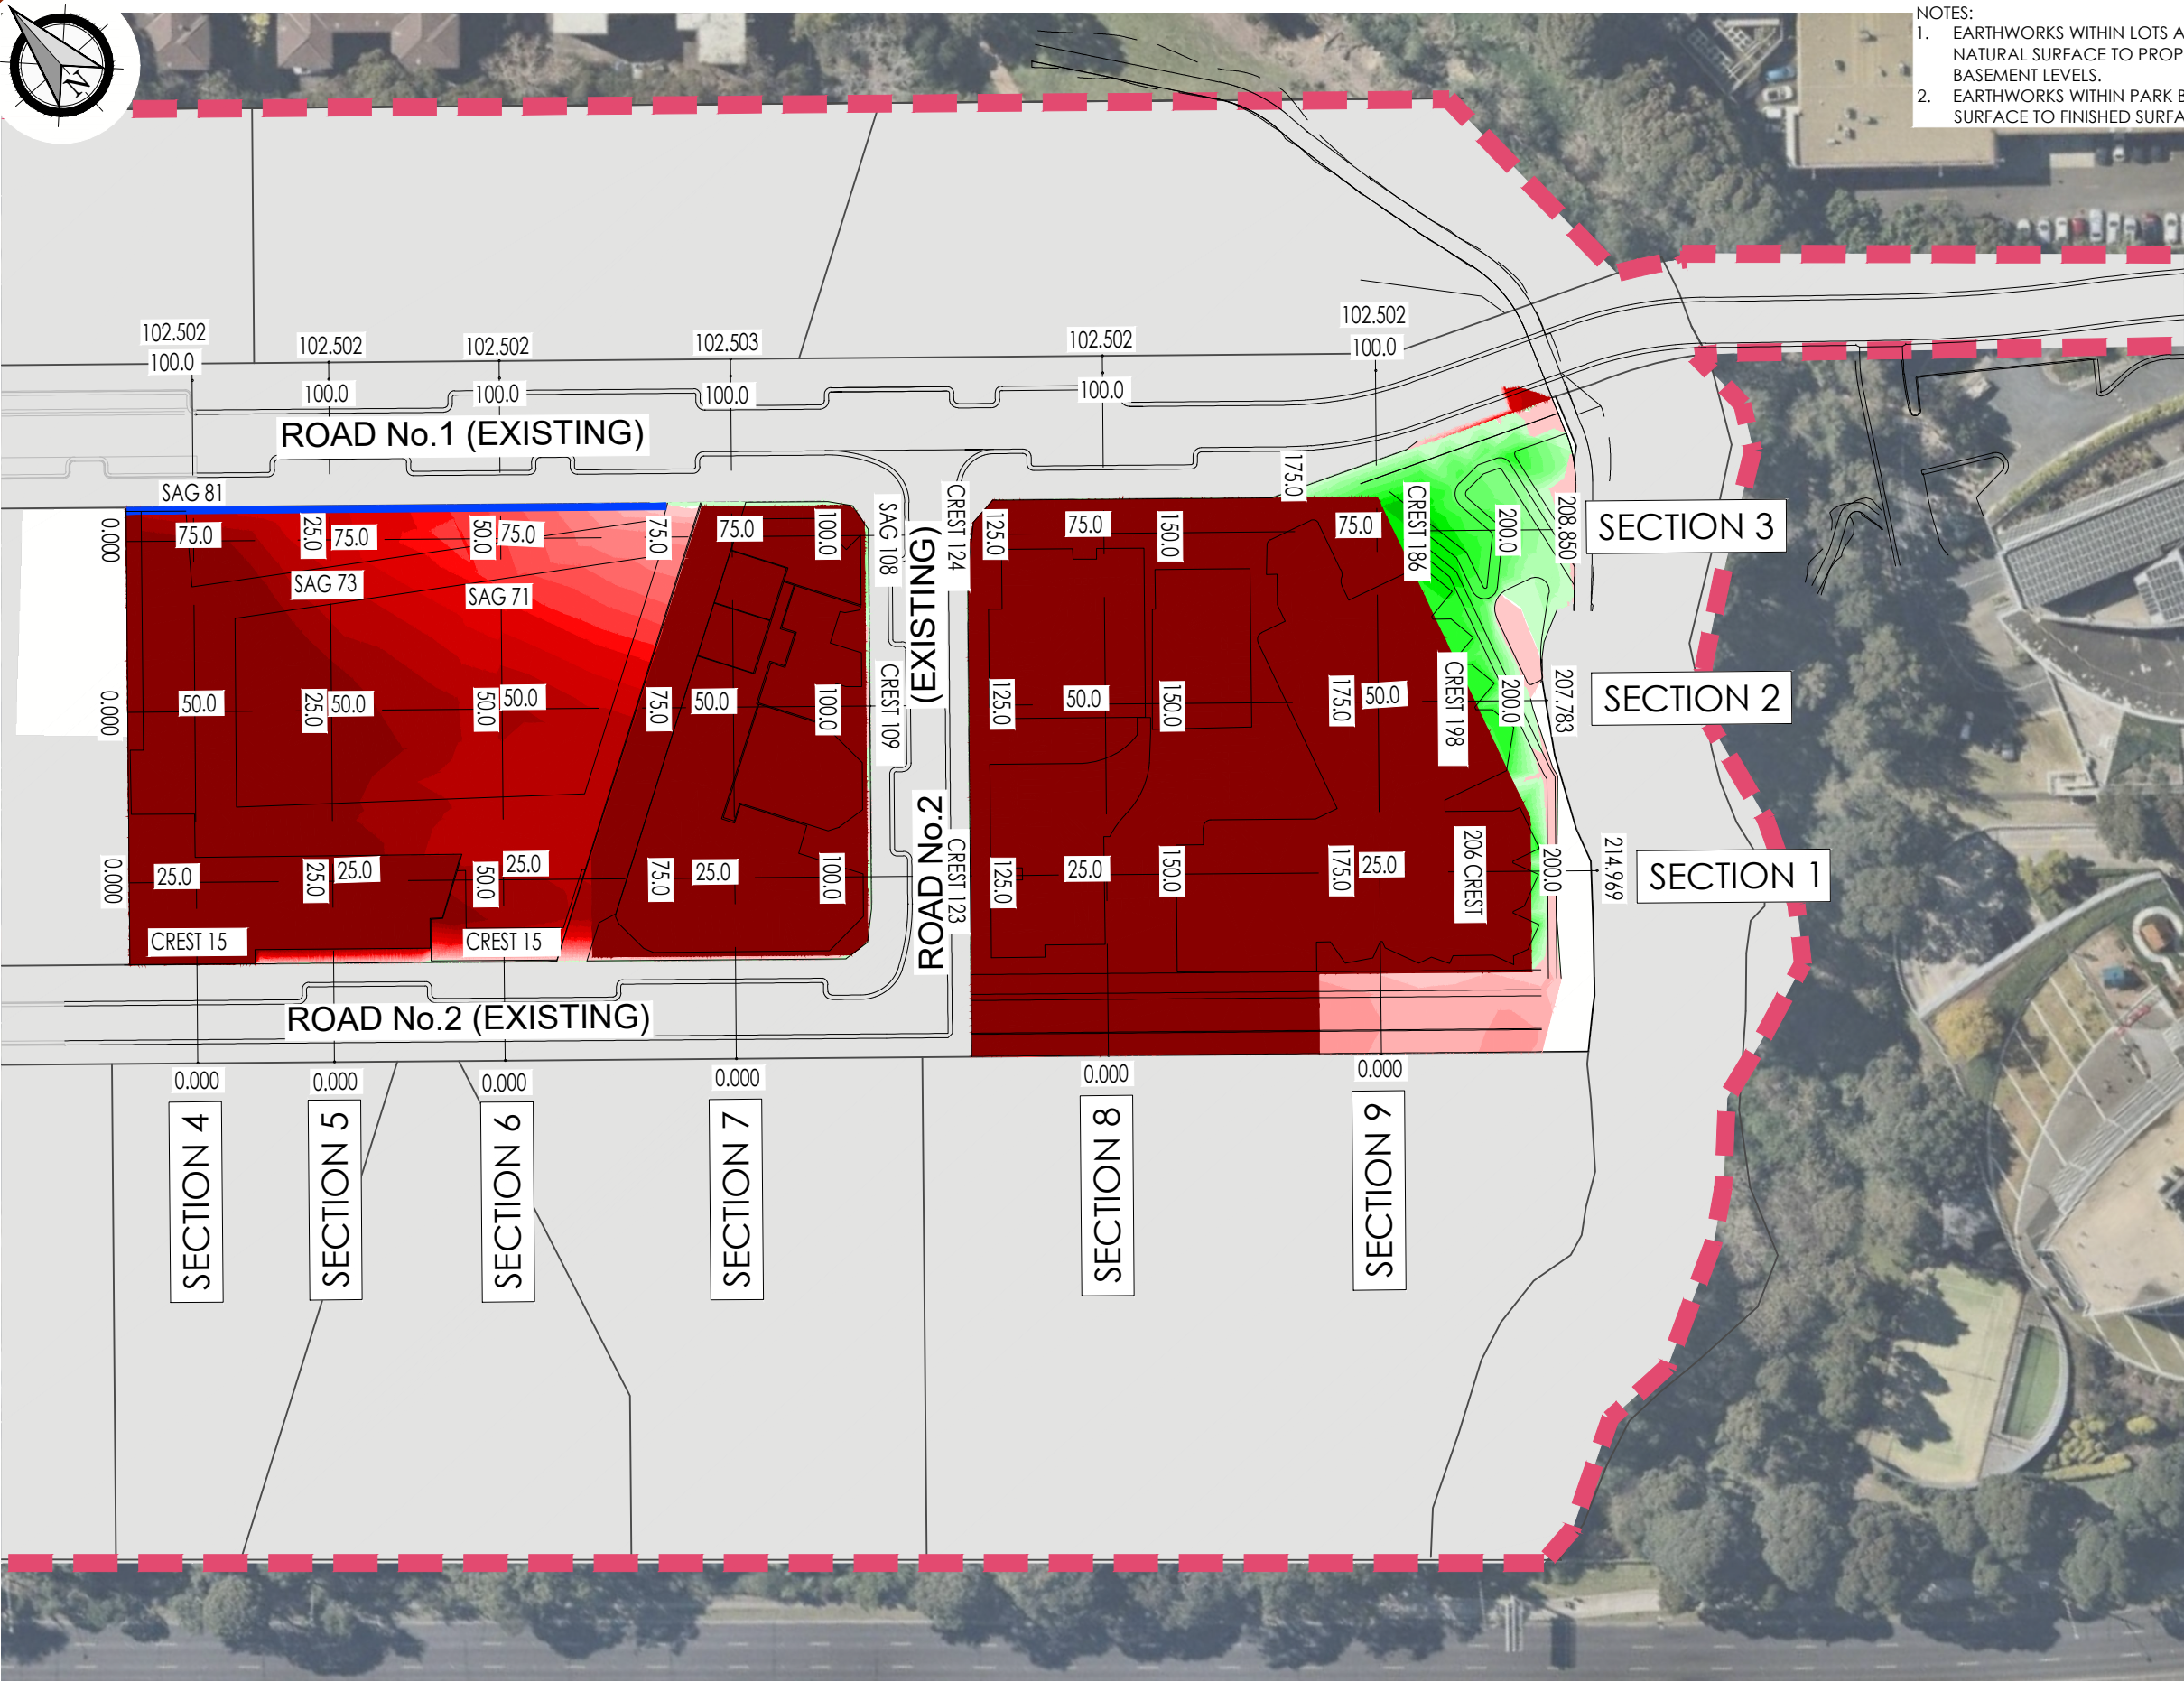 N
NOTES:
1. EARTHWORKS WITHIN LOTS A
NATURAL SURFACE TO PROP
BASEMENT LEVELS.
2. EARTHWORKS WITHIN PARK B
SURFACE TO FINISHED SURFA
102.502
100.0
102.502
100.0
102.502
100.0
102.503
100.0
102.502
100.0
102.502
100.0
ROAD No.1 (EXISTING)
SAG 81
0.000
75.0
25.0
75.0
50.0
75.0
75.0
75.0
100.0
SAG 108
CREST 124
125.0
75.0
150.0
175.0
75.0
CREST 186
200.0
208.850
SECTION 3
SAG 73
SAG 71
0.000
50.0
25.0
50.0
50.0
50.0
75.0
50.0
100.0
CREST 109
ROAD No.2 (EXISTING)
125.0
50.0
150.0
175.0
50.0
CREST 198
200.0
207.783
SECTION 2
0.000
25.0
25.0
25.0
50.0
25.0
75.0
25.0
100.0
CREST 123
125.0
25.0
150.0
175.0
25.0
206 CREST
200.0
214.969
SECTION 1
CREST 15
CREST 15
ROAD No.2 (EXISTING)
0.000
0.000
0.000
0.000
0.000
0.000
SECTION 4
SECTION 5
SECTION 6
SECTION 7
SECTION 8
SECTION 9